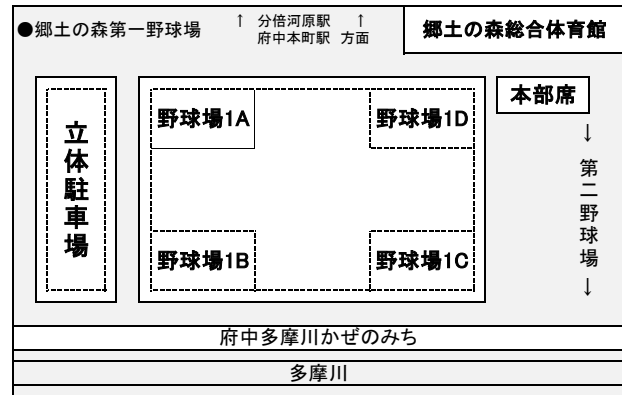 ●郷土の森第一野球場
↑ 分倍河原駅 ↑
府中本町駅 方面
郷土の森総合体育館
本部席
立体駐車場
野球場1A
野球場1D
野球場1B
野球場1C
↓ 第二野球場 ↓
府中多摩川かぜのみち
多摩川